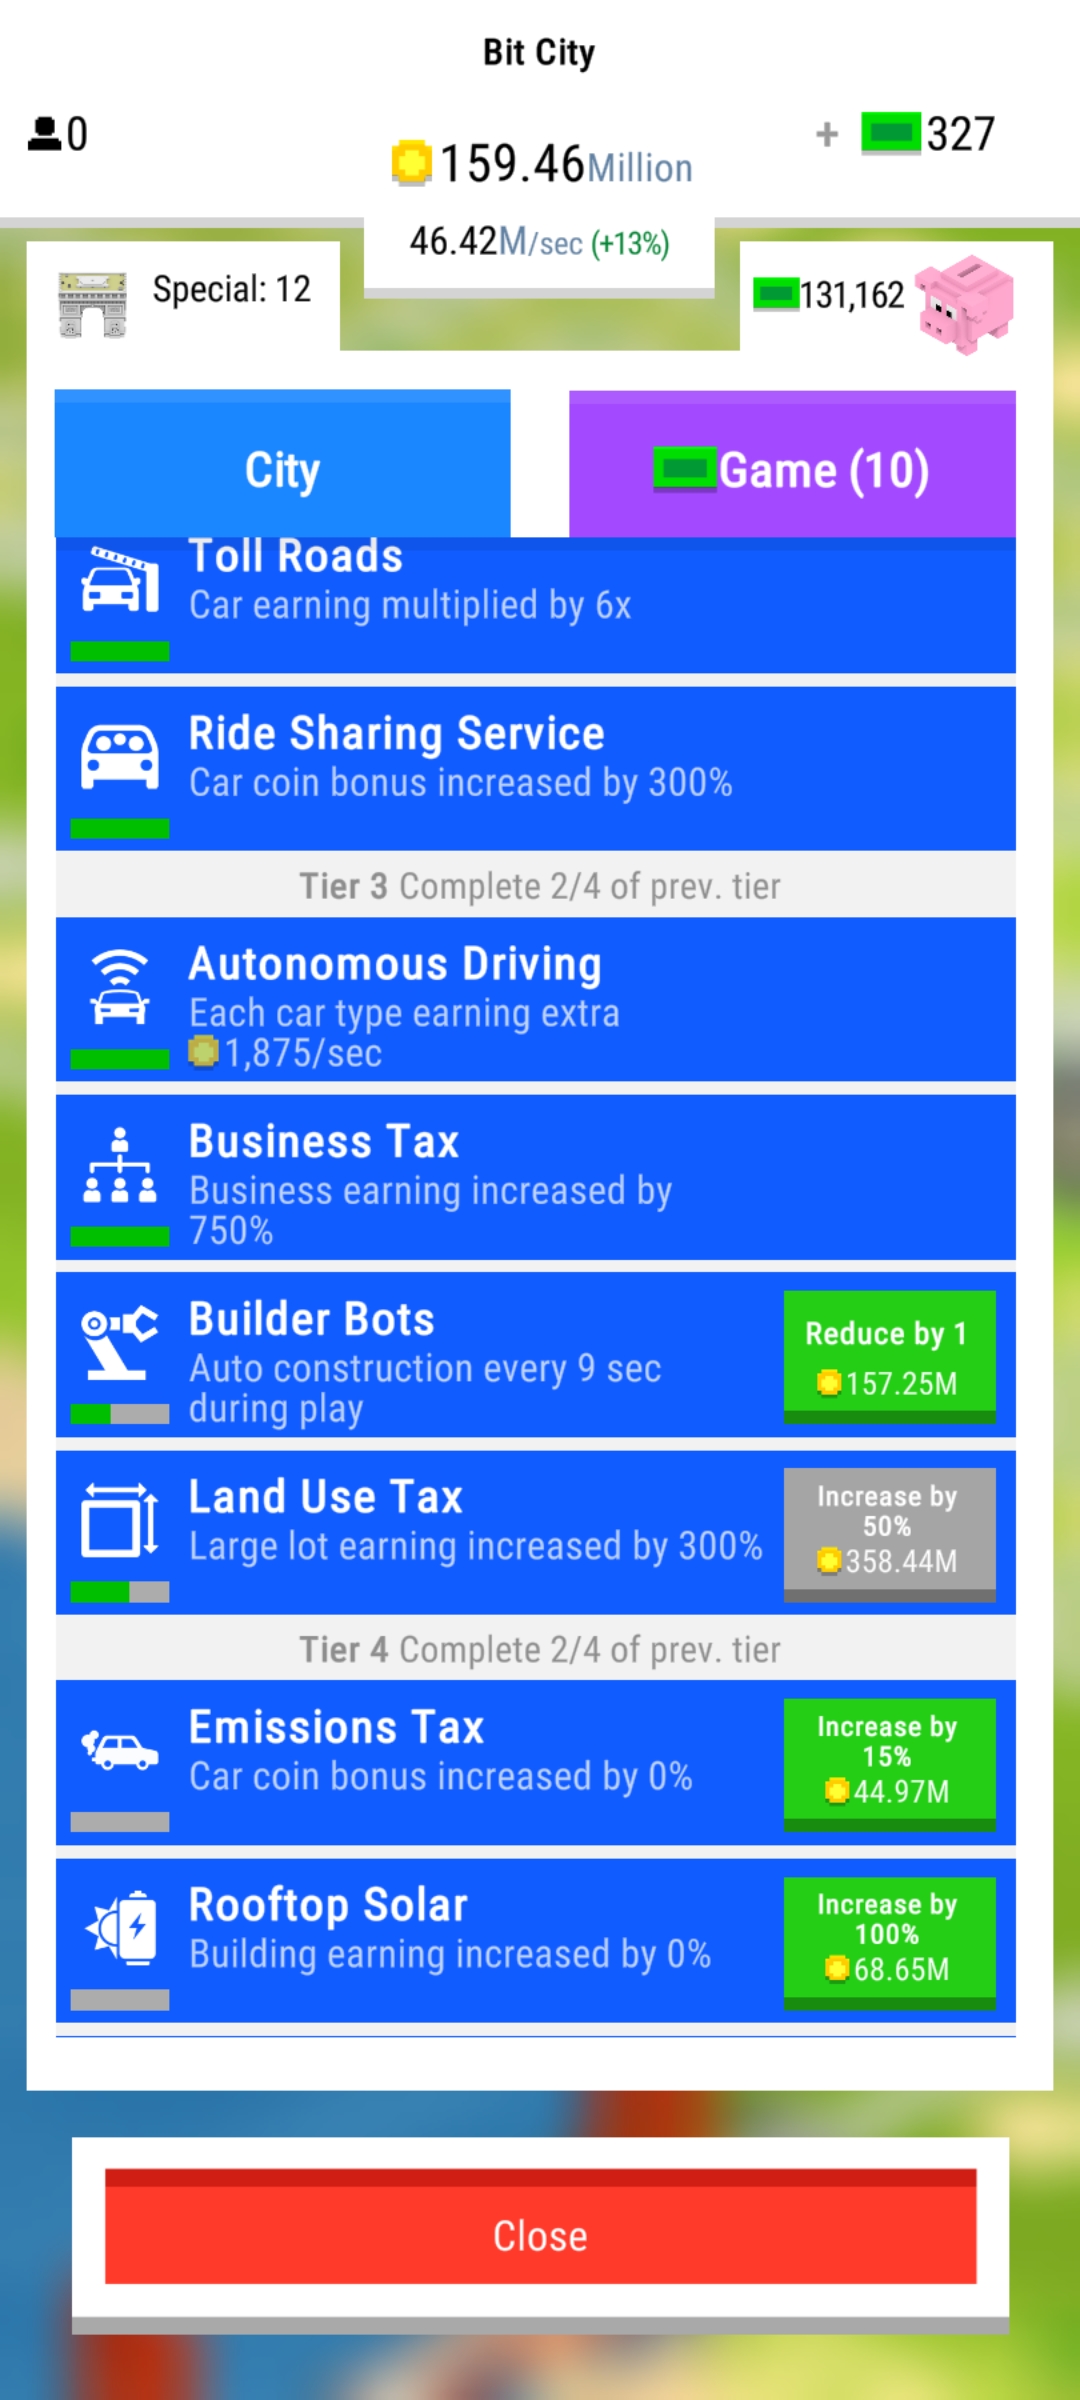 Bit City
0
159.46Million
+ 327
46.42M/sec (+13%)
Special: 12
131,162
City
Game (10)
Toll Roads
Car earning multiplied by 6x
Ride Sharing Service
Car coin bonus increased by 300%
Tier 3 Complete 2/4 of prev. tier
Autonomous Driving
Each car type earning extra
1,875/sec
Business Tax
Business earning increased by
750%
Builder Bots
Auto construction every 9 sec
during play
Reduce by 1
157.25M
Land Use Tax
Large lot earning increased by 300%
Increase by
50%
358.44M
Tier 4 Complete 2/4 of prev. tier
Emissions Tax
Car coin bonus increased by 0%
Increase by
15%
44.97M
Rooftop Solar
Building earning increased by 0%
Increase by
100%
68.65M
Close